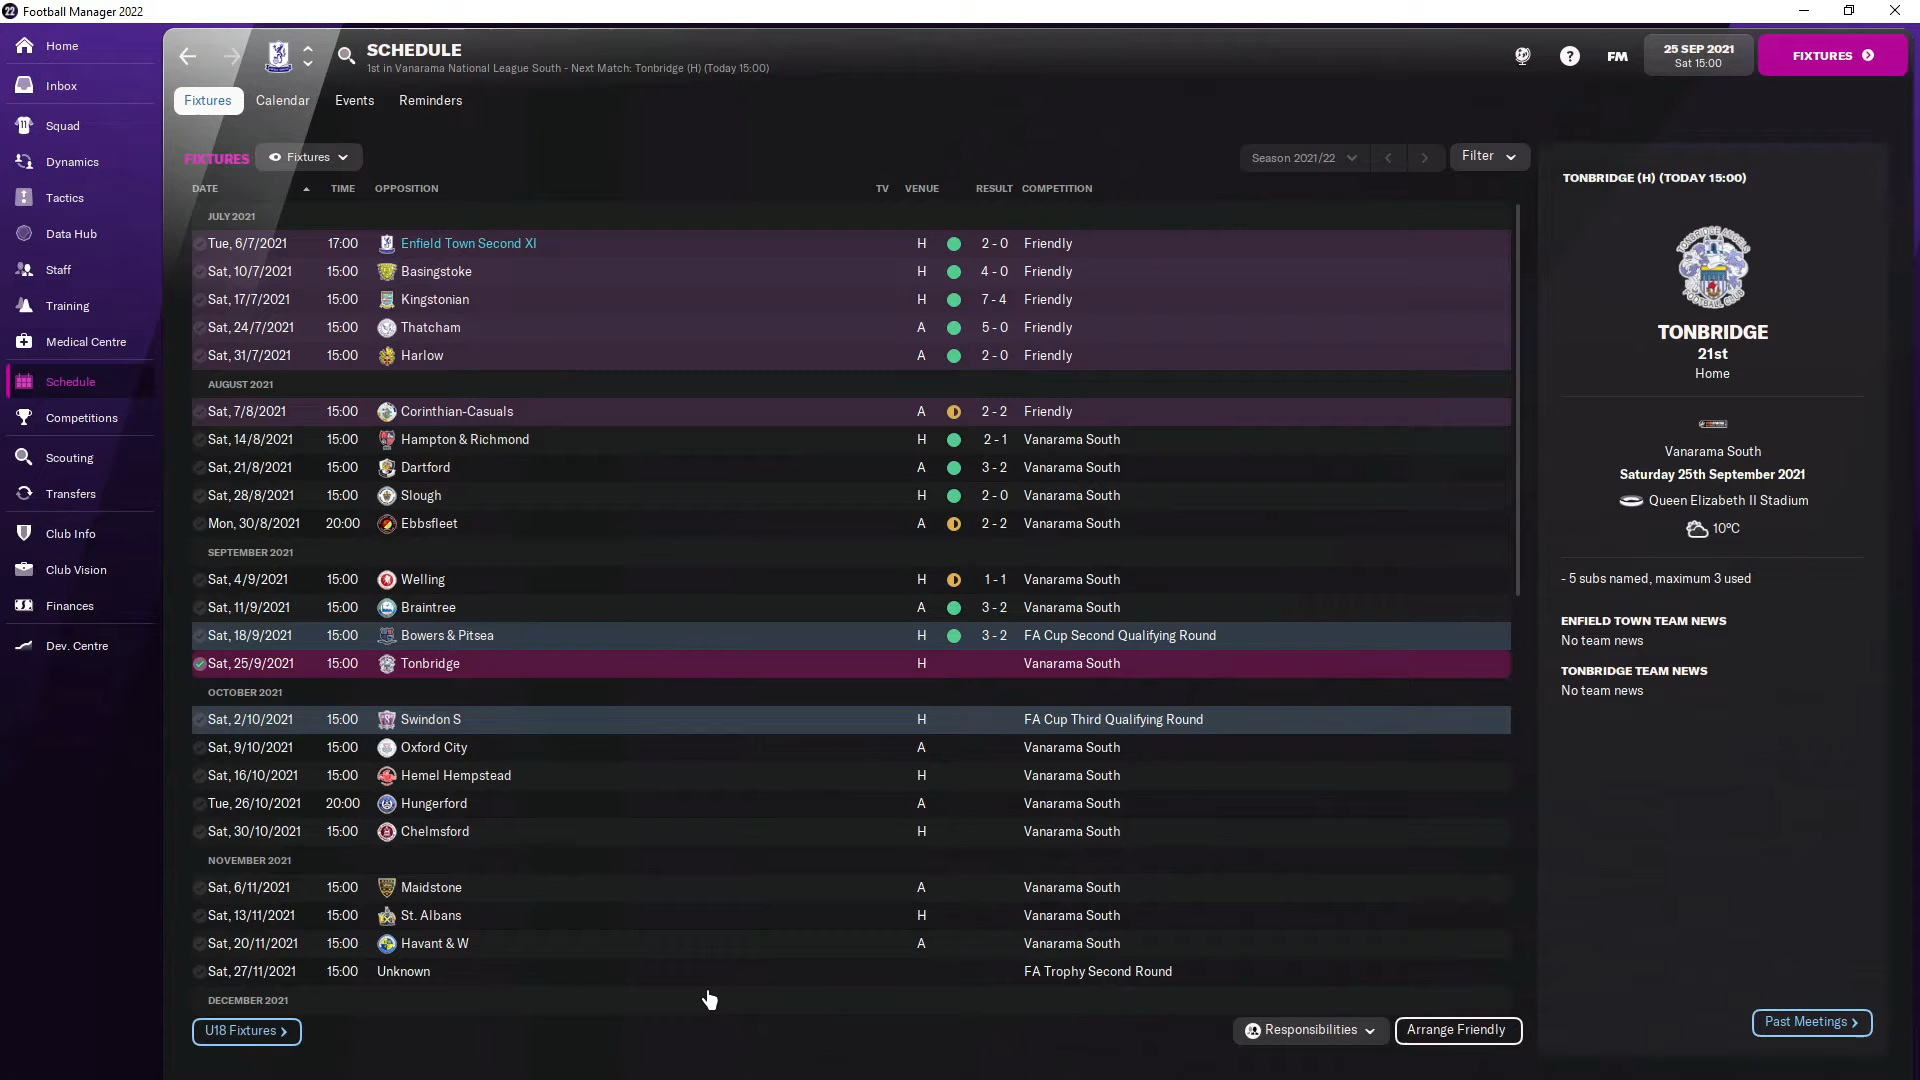 Football Manager 2022
Home
Inbox
Squad
Dynamics
Tactics
Data Hub
Staff
Training
Medical Centre
Schedule
Competitions
Scouting
Transfers
Club Info
Club Vision
Finances
Dev. Centre
SCHEDULE
1st in Vanarama National League South - Next Match: Tonbridge (H) (Today 15:00)
FM
25 SEP 2021
Sat 15:00
FIXTURES
Fixtures Calendar Events Reminders
FIXTURES Fixtures Season 2021/22 Filter
DATE TIME OPPOSITION TV VENUE RESULT COMPETITION
JULY 2021
Tue, 6/7/2021 17:00 Enfield Town Second XI H 2 - 0 Friendly
Sat, 10/7/2021 15:00 Basingstoke H 4 - 0 Friendly
Sat, 17/7/2021 15:00 Kingstonian H 7 - 4 Friendly
Sat, 24/7/2021 15:00 Thatcham A 5 - 0 Friendly
Sat, 31/7/2021 15:00 Harlow A 2 - 0 Friendly
AUGUST 2021
Sat, 7/8/2021 15:00 Corinthian-Casuals A 2 - 2 Friendly
Sat, 14/8/2021 15:00 Hampton & Richmond H 2 - 1 Vanarama South
Sat, 21/8/2021 15:00 Dartford A 3 - 2 Vanarama South
Sat, 28/8/2021 15:00 Slough H 2 - 0 Vanarama South
Mon, 30/8/2021 20:00 Ebbsfleet A 2 - 2 Vanarama South
SEPTEMBER 2021
Sat, 4/9/2021 15:00 Welling H 1 - 1 Vanarama South
Sat, 11/9/2021 15:00 Braintree A 3 - 2 Vanarama South
Sat, 18/9/2021 15:00 Bowers & Pitsea H 3 - 2 FA Cup Second Qualifying Round
Sat, 25/9/2021 15:00 Tonbridge H Vanarama South
OCTOBER 2021
Sat, 2/10/2021 15:00 Swindon S H FA Cup Third Qualifying Round
Sat, 9/10/2021 15:00 Oxford City A Vanarama South
Sat, 16/10/2021 15:00 Hemel Hempstead H Vanarama South
Tue, 26/10/2021 20:00 Hungerford A Vanarama South
Sat, 30/10/2021 15:00 Chelmsford H Vanarama South
NOVEMBER 2021
Sat, 6/11/2021 15:00 Maidstone A Vanarama South
Sat, 13/11/2021 15:00 St. Albans H Vanarama South
Sat, 20/11/2021 15:00 Havant & W A Vanarama South
Sat, 27/11/2021 15:00 Unknown FA Trophy Second Round
DECEMBER 2021
U18 Fixtures Responsibilities Arrange Friendly
TONBRIDGE (H) (TODAY 15:00)
TONBRIDGE
21st
Home
Vanarama South
Saturday 25th September 2021
Queen Elizabeth II Stadium
10°C
- 5 subs named, maximum 3 used
ENFIELD TOWN TEAM NEWS
No team news
TONBRIDGE TEAM NEWS
No team news
Past Meetings